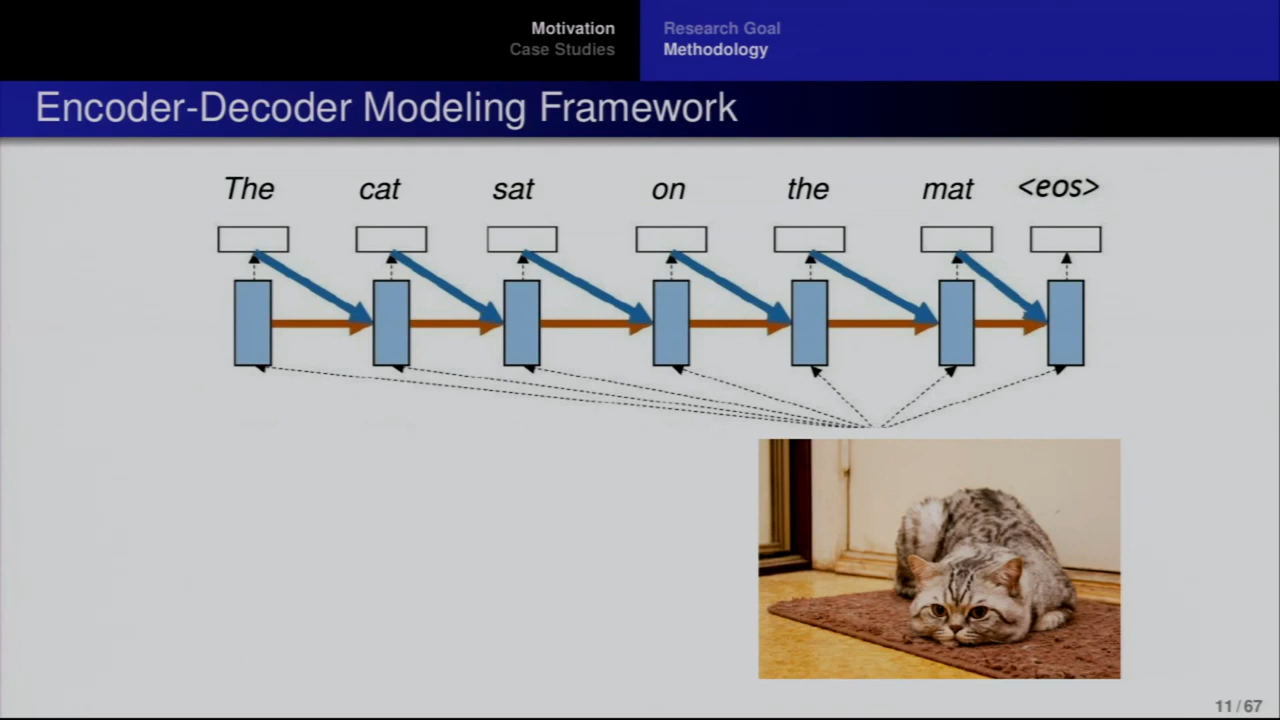 Motivation
Case Studies
Research Goal
Methodology
Encoder-Decoder Modeling Framework
The cat sat on the mat <eos>
11/67